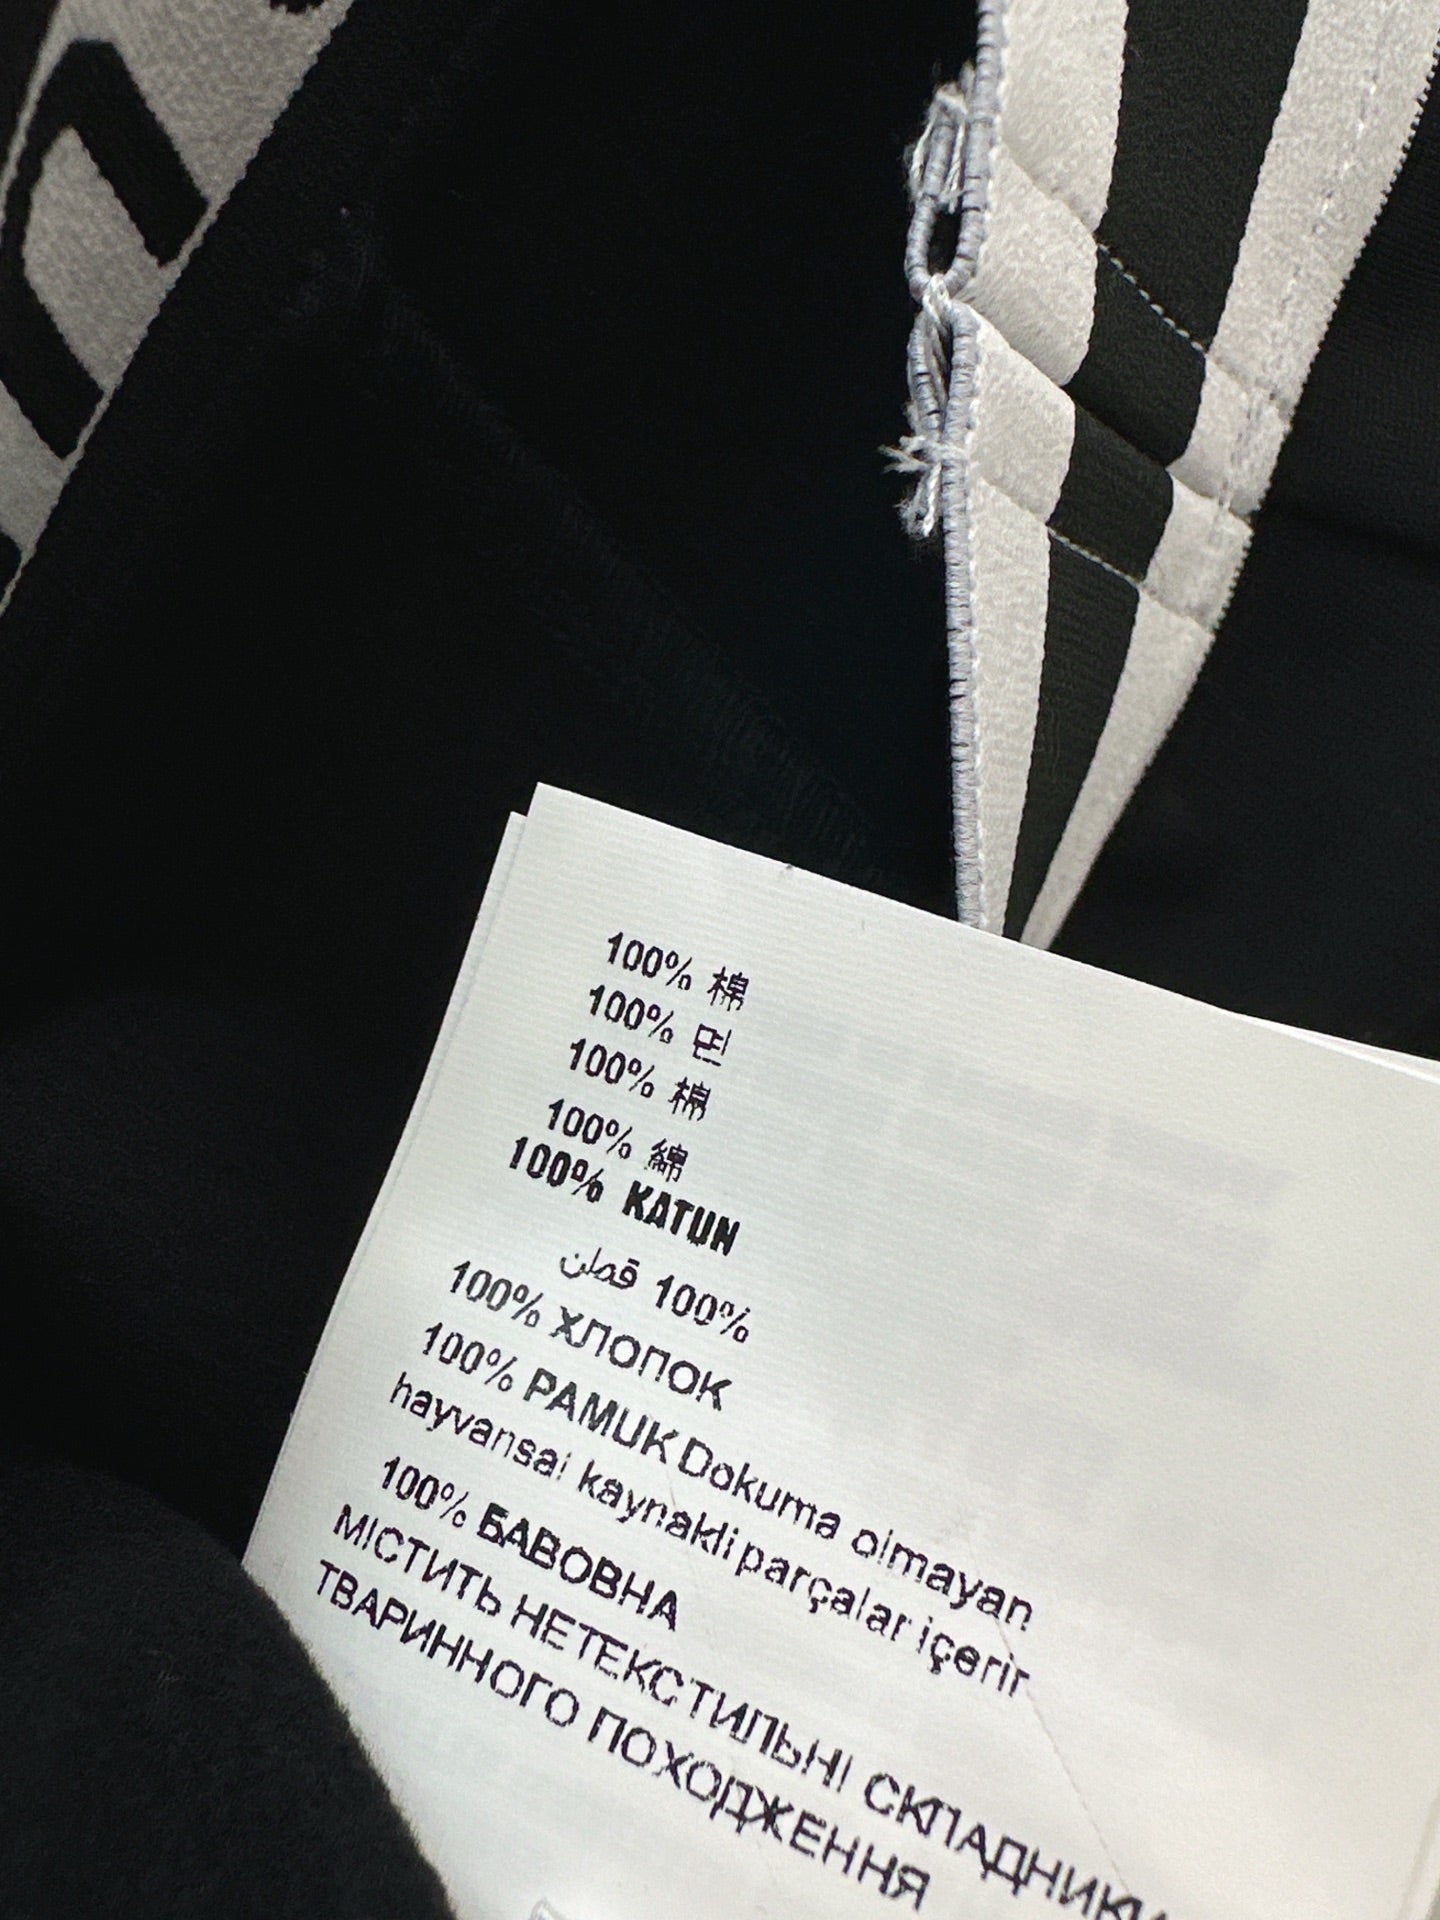 100% 棉
100% 면
100% 棉
100% 綿
100% KATUN
100% قطن
100% ХЛОПОК
100% PAMUK Dokuma olmayan
hayvansal kaynakli parçalar içerir
100% БАВОВНА
МІСТИТЬ НЕТЕКСТИЛЬНІ СКЛАДНИКИ
ТВАРИННОГО ПОХОДЖЕННЯ